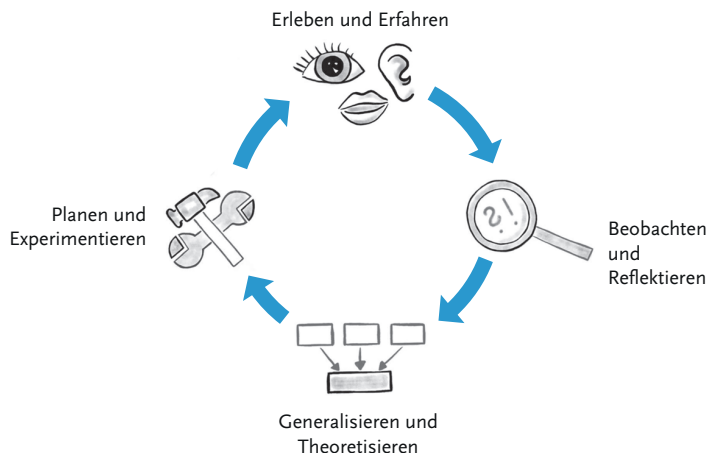 Erleben und Erfahren
?!
Beobachten
und
Reflektieren
Generalisieren und
Theoretisieren
Planen und
Experimentieren